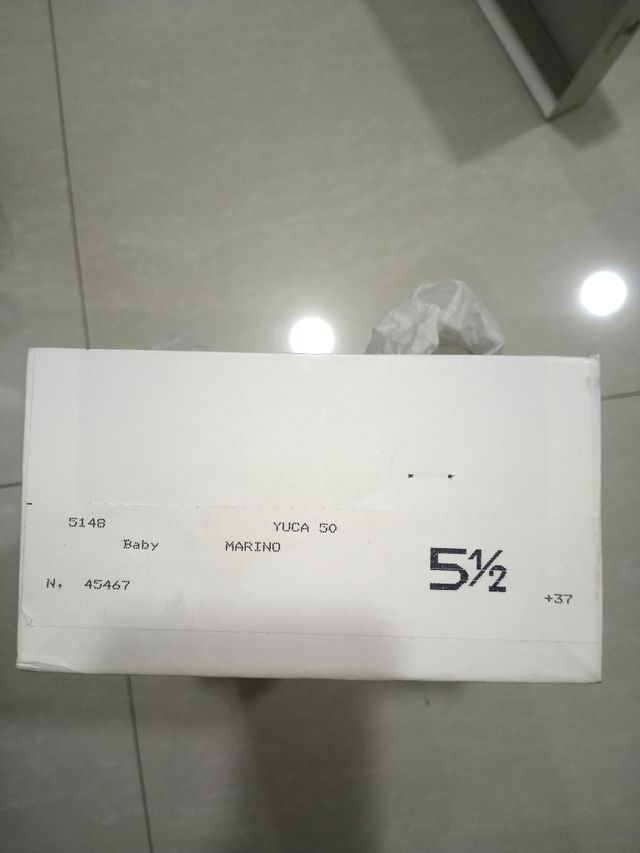 5148 YUCA 50
Baby MARINO
5½
N. 45467
+37